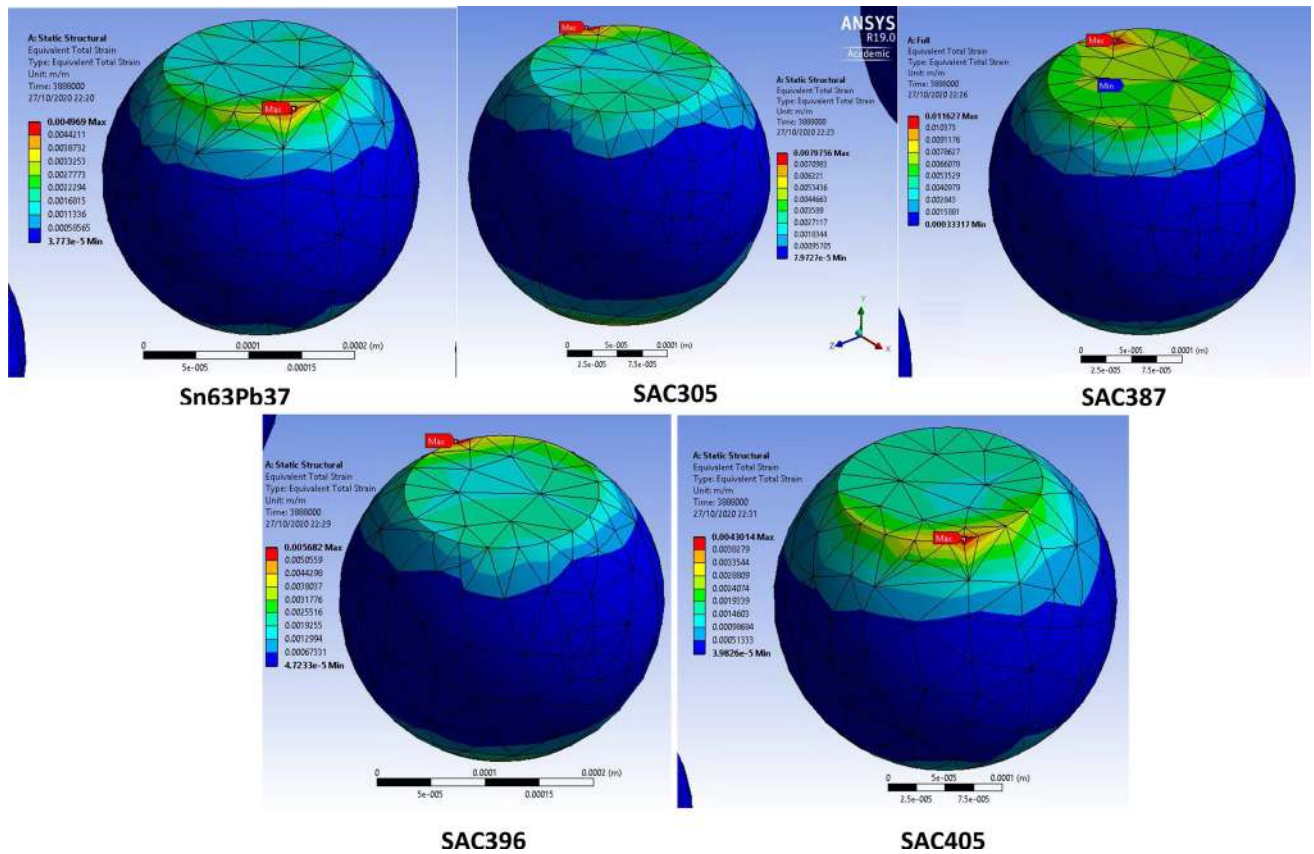 A: Static Structural
Equivalent Total Strain
Type: Equivalent Total Strain
Unit: m/m
Time: 3888000
27/10/2020 22:20
0.004969 Max
0.0044211
0.0038732
0.0033253
0.0027773
0.0022294
0.0016815
0.0011336
0.00058565
3.773e-5 Min
Max
0
0.0001
0.0002 (m)
5e-005
0.00015
Sn63Pb37
Max
ANSYS
R19.0
Academic
A: Static Structural
Equivalent Total Strain
Type: Equivalent Total Strain
Unit: m/m
Time: 3888000
27/10/2020 22:23
0.0079756 Max
0.0070983
0.006221
0.0053436
0.0044663
0.003589
0.0027117
0.0018344
0.00095705
7.9727e-5 Min
Y
Z
X
0
5e-005
0.0001 (m)
2.5e-005
7.5e-005
SAC305
A: Full
Equivalent Total Strain
Type: Equivalent Total Strain
Unit: m/m
Time: 3888000
27/10/2020 22:26
0.011627 Max
0.010373
0.0091176
0.0078627
0.0066078
0.0053529
0.0040979
0.002843
0.0015881
0.00033317 Min
Max
Min
0
5e-005
0.0001 (m)
2.5e-005
7.5e-005
SAC387
Max
A: Static Structural
Equivalent Total Strain
Type: Equivalent Total Strain
Unit: m/m
Time: 3888000
27/10/2020 22:29
0.005682 Max
0.0050559
0.0044298
0.0038037
0.0031776
0.0025516
0.0019255
0.0012994
0.00067331
4.7233e-5 Min
0
0.0001
0.0002 (m)
5e-005
0.00015
SAC396
A: Static Structural
Equivalent Total Strain
Type: Equivalent Total Strain
Unit: m/m
Time: 3888000
27/10/2020 22:31
0.0043014 Max
0.0038279
0.0033544
0.0028809
0.0024074
0.0019339
0.0014603
0.00098684
0.00051333
3.9826e-5 Min
Max
0
5e-005
0.0001 (m)
2.5e-005
7.5e-005
SAC405